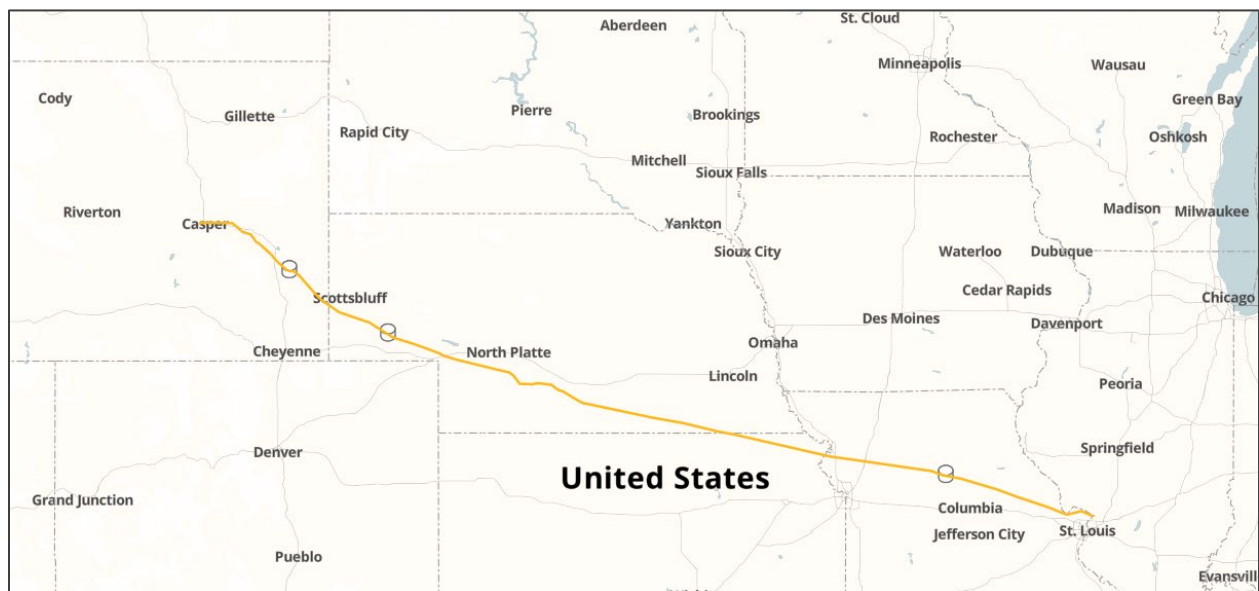 St. Cloud
Aberdeen
Minneapolis
Wausau
Cody
Green Bay
Gillette
Pierre
Brookings
Rapid City
Rochester
Oshkosh
Mitchell
Sioux Falls
Riverton
Madison
Milwaukee
Casper
Yankton
Sioux City
Waterloo
Dubuque
Cedar Rapids
Scottsbluff
Chicago
Des Moines
Davenport
Omaha
Cheyenne
North Platte
Lincoln
Peoria
Denver
Springfield
United States
Grand Junction
Columbia
Jefferson City
St. Louis
Pueblo
Evansvill